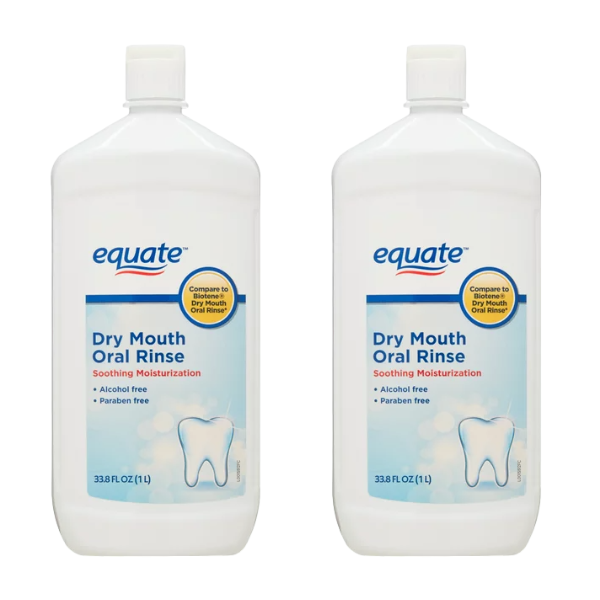 equate™
Compare to
Biotene®
Dry Mouth
Oral Rinse*
Dry Mouth
Oral Rinse
Soothing Moisturization
• Alcohol free
• Paraben free
33.8 FL OZ (1 L)
equate™
Compare to
Biotene®
Dry Mouth
Oral Rinse*
Dry Mouth
Oral Rinse
Soothing Moisturization
• Alcohol free
• Paraben free
33.8 FL OZ (1 L)